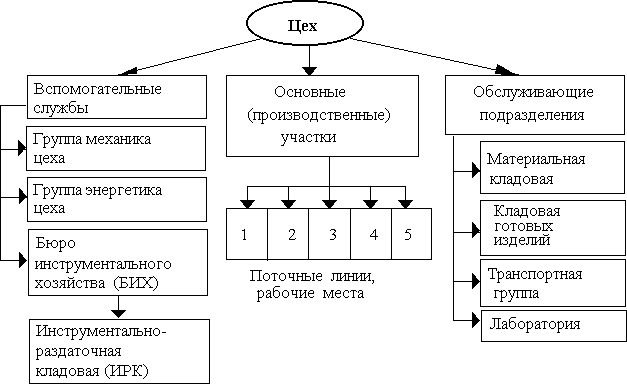 Цех
Вспомогательные
службы
Группа механика
цеха
Группа энергетика
цеха
Бюро
инструментального
хозяйства (БИХ)
Инструментально-
раздаточная
кладовая (ИРК)
Основные
(производственные)
участки
1 2 3 4 5
Поточные линии,
рабочие места
Обслуживающие
подразделения
Материальная
кладовая
Кладовая
готовых
изделий
Транспортная
группа
Лаборатория